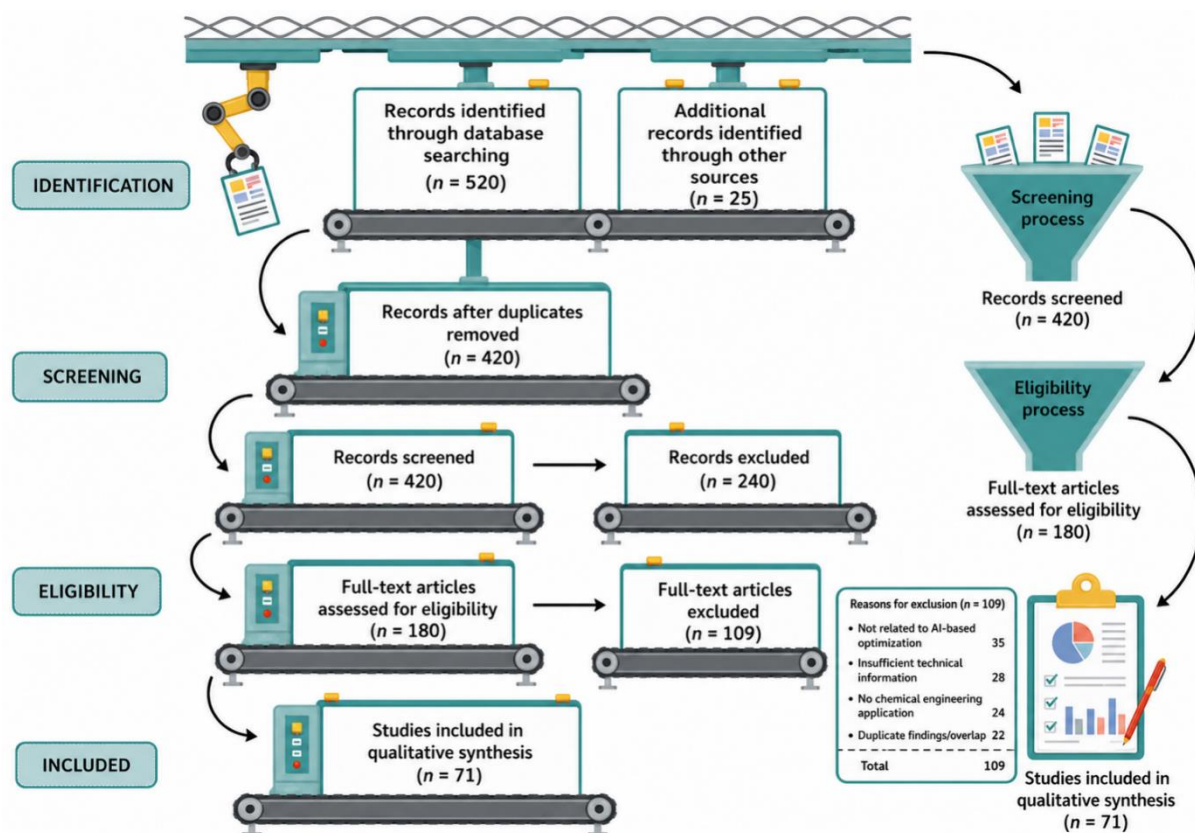 IDENTIFICATION
Records identified
through database
searching
(n = 520)
Additional
records identified
through other
sources
(n = 25)
Screening
process
Records screened
(n = 420)
SCREENING
Records after duplicates
removed
(n = 420)
Records screened
(n = 420)
Records excluded
(n = 240)
Eligibility
process
Full-text articles
assessed for eligibility
(n = 180)
ELIGIBILITY
Full-text articles
assessed for eligibility
(n = 180)
Full-text articles
excluded
(n = 109)
Reasons for exclusion (n = 109)
• Not related to AI-based
optimization 35
• Insufficient technical
information 28
• No chemical engineering
application 24
• Duplicate findings/overlap 22
Total 109
INCLUDED
Studies included in
qualitative synthesis
(n = 71)
Studies included in
qualitative synthesis
(n = 71)